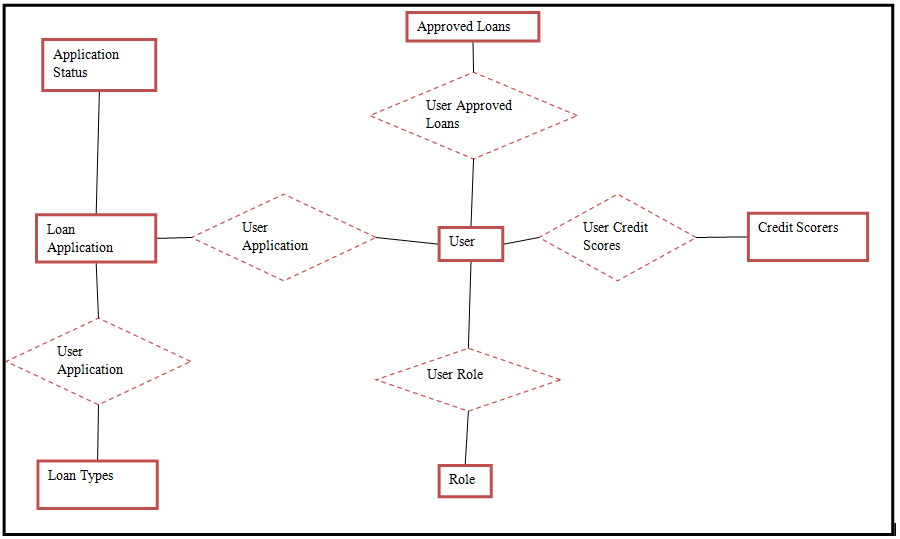 Approved Loans
Application
Status
User Approved
Loans
Loan
Application
User
Application
User
User Credit
Scores
Credit Scorers
User
Application
User Role
Loan Types
Role